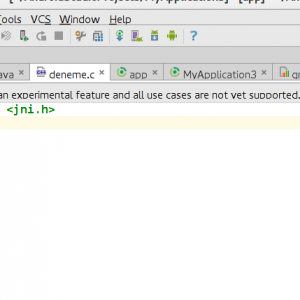 Tools VCS Window Help
ava deneme.c app MyApplication3 gr
an experimental feature and all use cases are not yet supported.
<jni.h>